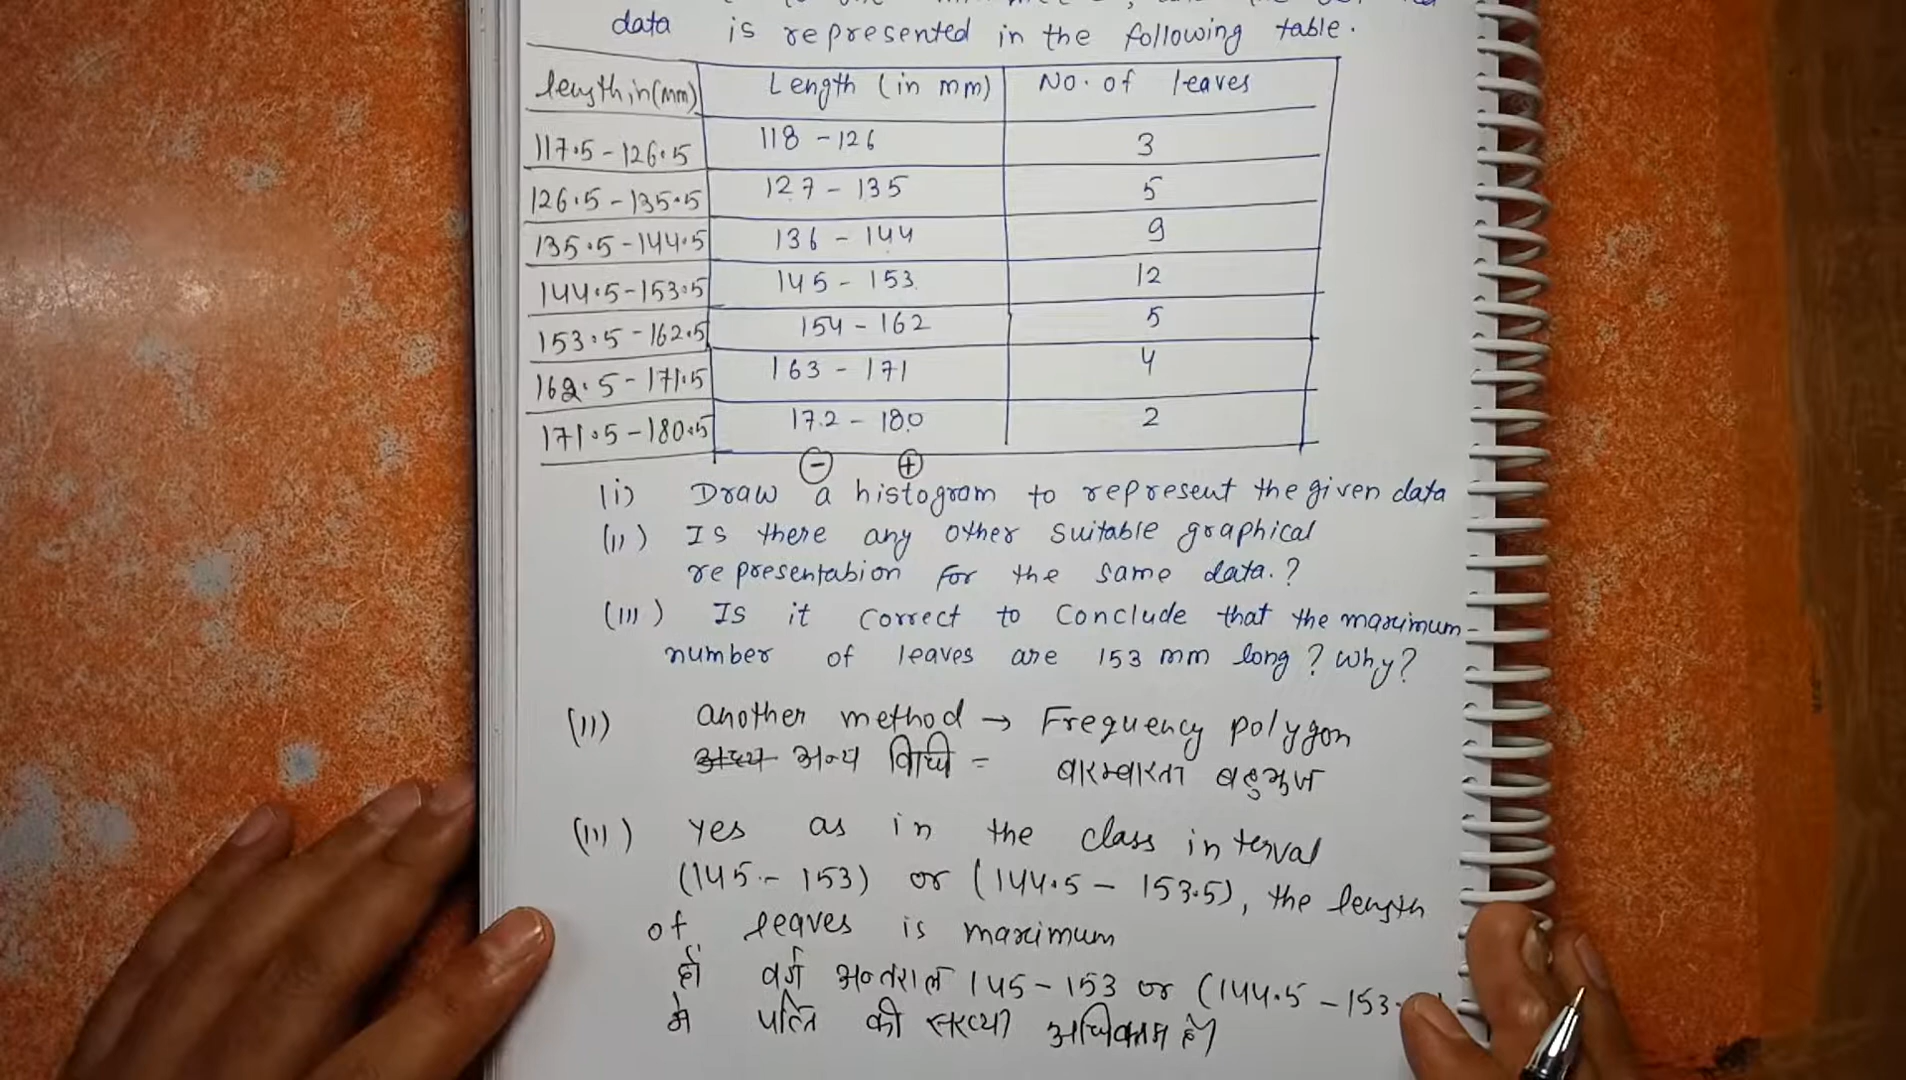 data is represented in the following table.
length in(mm) Length (in mm) No. of leaves
117.5-126.5 118-126 3
126.5-135.5 127-135 5
135.5-144.5 136-144 9
144.5-153.5 145-153 12
153.5-162.5 154-162 5
162.5-171.5 163-171 4
171.5-180.5 172-180 2
- +
(i) Draw a histogram to represent the given data
(ii) Is there any other suitable graphical
representation for the same data.?
(iii) Is it correct to conclude that the maximum-
number of leaves are 153 mm long? Why?
(ii) another method → Frequency polygon
अन्य विधी = बारम्बारता बहुभुज
(iii) yes as in the class interval
(145-153) or (144.5-153.5), the length
of leaves is maximum
हाँ वर्ग अन्तराल 145-153 or (144.5-153.
मे की अधिकतम है।